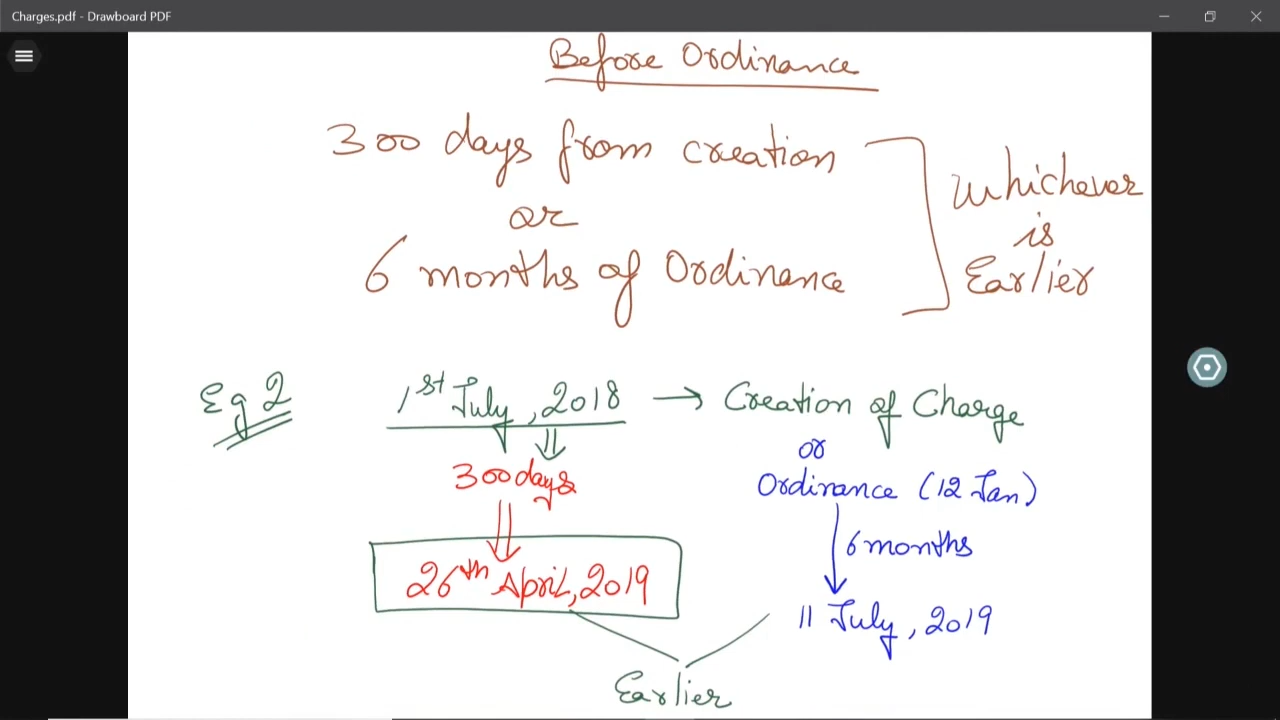 Charges.pdf - Drawboard PDF
Before Ordinance
300 days from creation
or
6 months of Ordinance
whichever
is
Earlier
Eg 2
1st July, 2018 → Creation of Charge
300 days
26th April, 2019
or
Ordinance (12 Jan)
6 months
11 July, 2019
Earlier